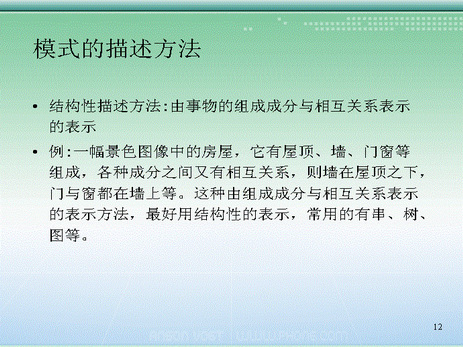 模式的描述方法
• 结构性描述方法:由事物的组成成分与相互关系表示
的表示
• 例:一幅景色图像中的房屋，它有屋顶、墙、门窗等
组成，各种成分之间又有相互关系，则墙在屋顶之下，
门与窗都在墙上等。这种由组成成分与相互关系表示
的表示方法，最好用结构性的表示，常用的有串、树、
图等。
12